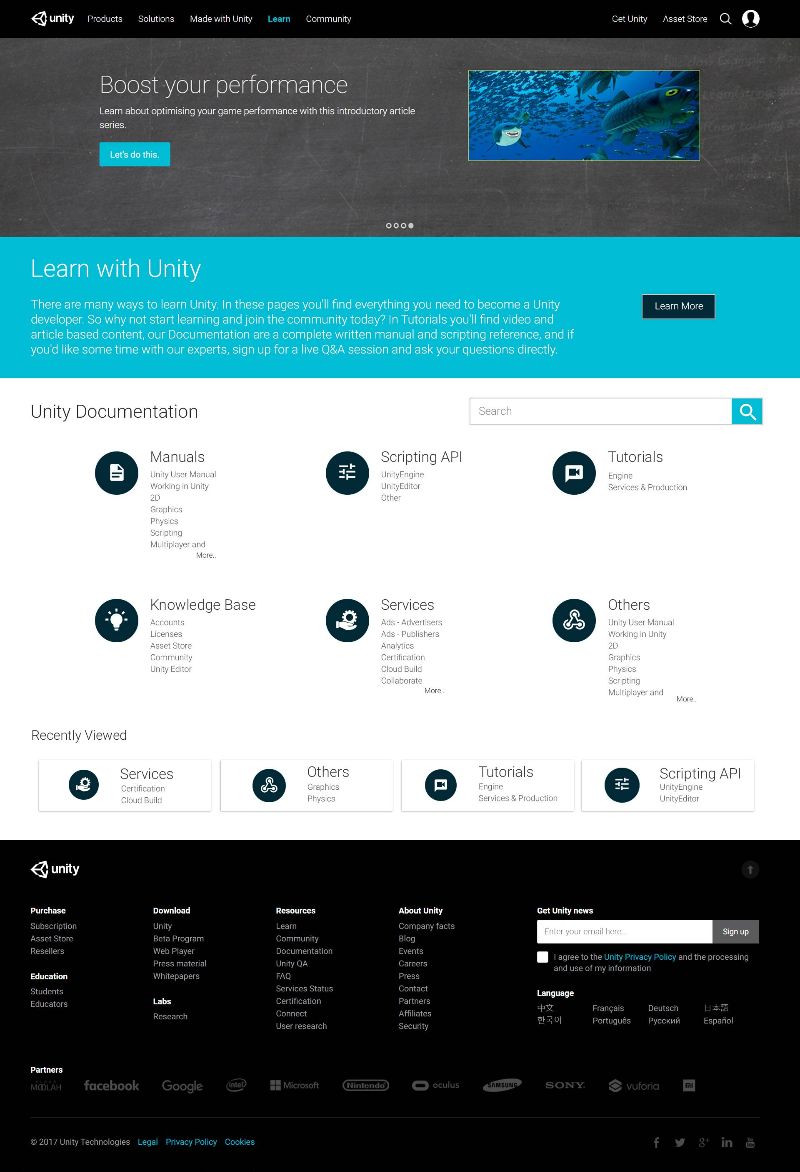 unity Products Solutions Made with Unity Learn Community Get Unity Asset Store
Boost your performance
Learn about optimising your game performance with this introductory article
series.
Let's do this.
Learn with Unity
There are many ways to learn Unity. In these pages you'll find everything you need to become a Unity
developer. So why not start learning and join the community today? In Tutorials you'll find video and
article based content, our Documentation are a complete written manual and scripting reference, and if
you'd like some time with our experts, sign up for a live Q&A session and ask your questions directly.
Learn More
Unity Documentation
Search
Manuals
Unity User Manual
Working in Unity
2D
Graphics
Physics
Scripting
Multiplayer and
More..
Scripting API
UnityEngine
UnityEditor
Other
Tutorials
Engine
Services & Production
Knowledge Base
Accounts
Licenses
Asset Store
Community
Unity Editor
Services
Ads - Advertisers
Ads - Publishers
Analytics
Certification
Cloud Build
Collaborate
More..
Others
Unity User Manual
Working in Unity
2D
Graphics
Physics
Scripting
Multiplayer and
More..
Recently Viewed
Services
Certification
Cloud Build
Others
Graphics
Physics
Tutorials
Engine
Services & Production
Scripting API
UnityEngine
UnityEditor
unity
Purchase
Subscription
Asset Store
Resellers
Education
Students
Educators
Download
Unity
Beta Program
Web Player
Press material
Whitepapers
Labs
Research
Resources
Learn
Community
Documentation
Unity QA
FAQ
Services Status
Certification
Connect
User research
About Unity
Company facts
Blog
Events
Careers
Press
Contact
Partners
Affiliates
Security
Get Unity news
Enter your email here...
Sign up
I agree to the Unity Privacy Policy and the processing
and use of my information
Language
中文 Français Deutsch 日本語
한국어 Português Русский Español
Partners
MOOLAH facebook Google intel Microsoft Nintendo oculus SAMSUNG SONY vuforia MI
© 2017 Unity Technologies Legal Privacy Policy Cookies